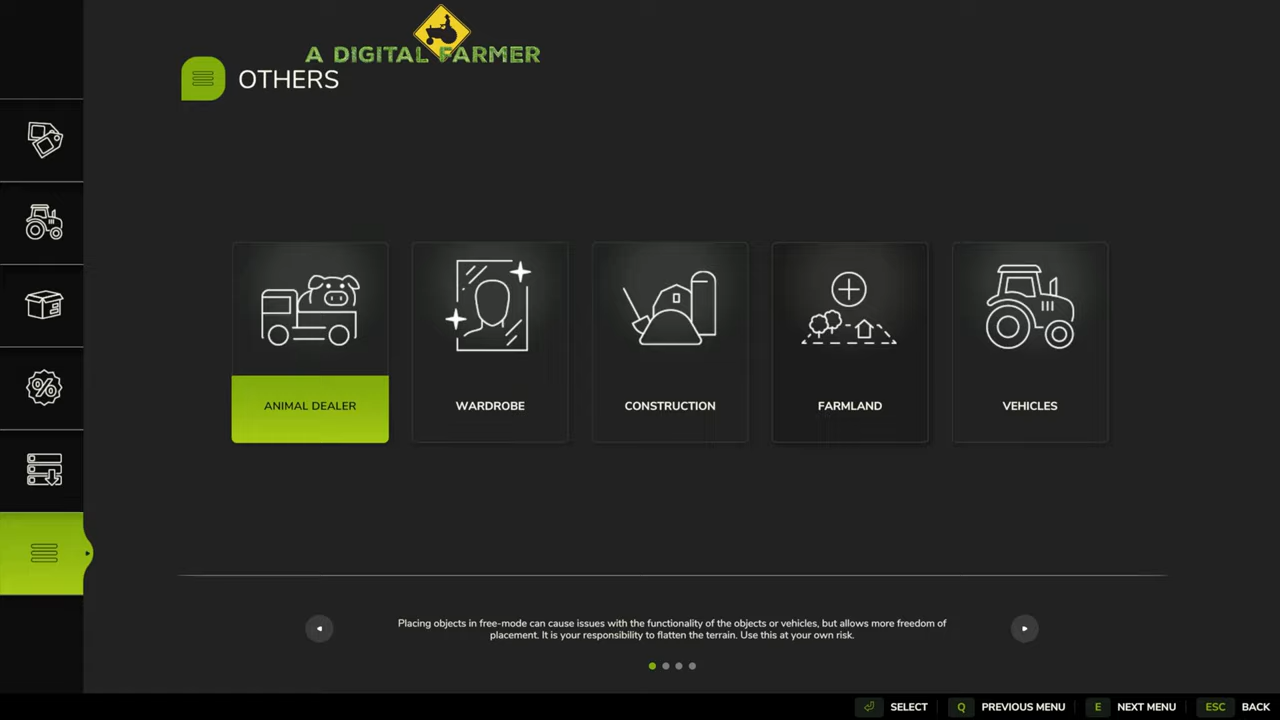 A DIGITAL FARMER
OTHERS
%
ANIMAL DEALER
WARDROBE
CONSTRUCTION
FARMLAND
VEHICLES
Placing objects in free-mode can cause issues with the functionality of the objects or vehicles, but allows more freedom of
placement. It is your responsibility to flatten the terrain. Use this at your own risk.
SELECT
Q PREVIOUS MENU
E NEXT MENU
ESC BACK